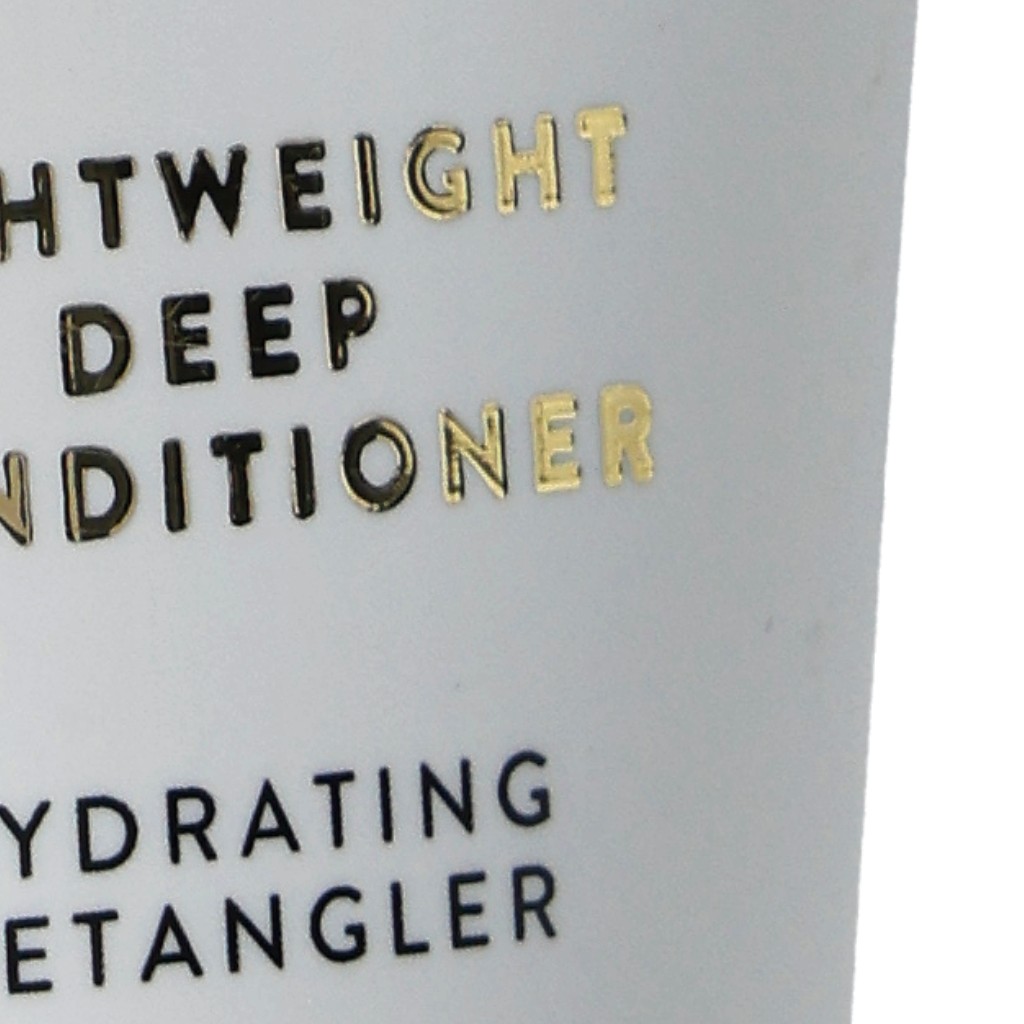 HTWEIGHT
DEEP
NDITIONER
YDRATING
ETANGLER